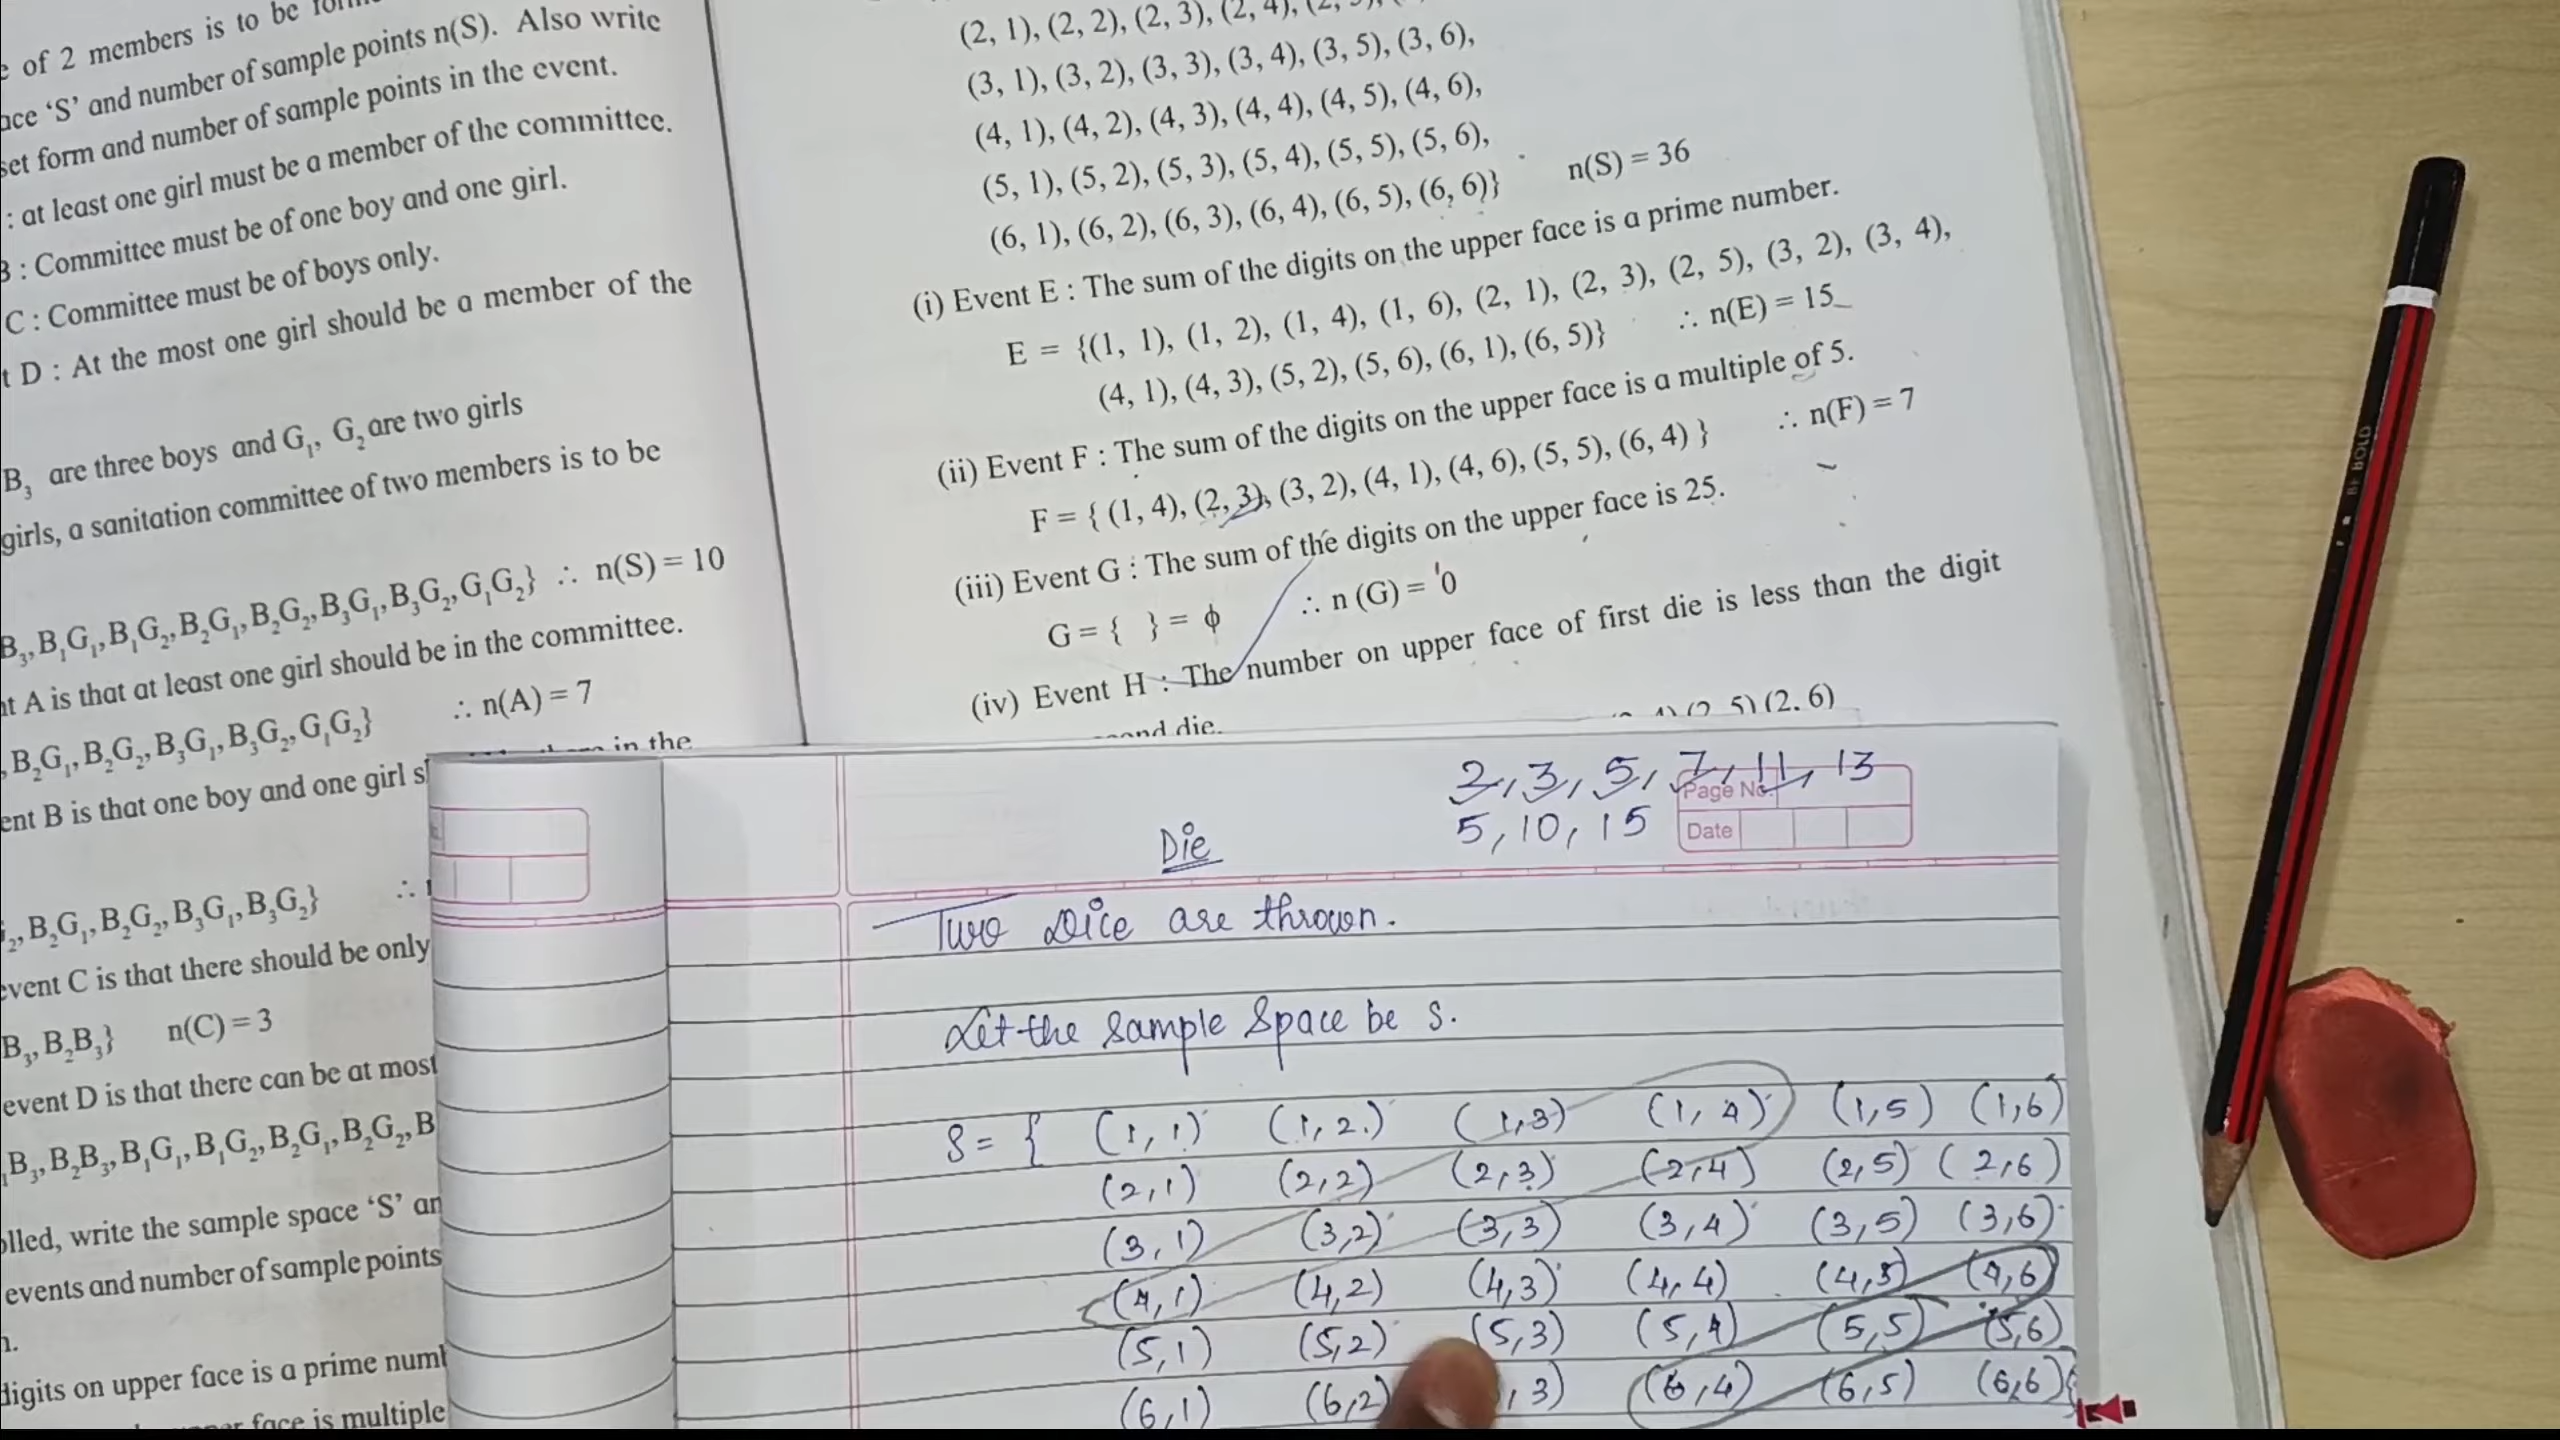 of 2 members is to be
ace ‘S’ and number of sample points n(S). Also write
set form and number of sample points in the event.
: at least one girl must be a member of the committee.
B : Committee must be of one boy and one girl.
C : Committee must be of boys only.
t D : At the most one girl should be a member of the
B₃ are three boys and G₁, G₂ are two girls
girls, a sanitation committee of two members is to be
B₃, B₁G₁, B₁G₂, B₂G₁, B₂G₂, B₃G₁, B₃G₂, G₁G₂} ∴ n(S) = 10
nt A is that at least one girl should be in the committee.
, B₂G₁, B₂G₂, B₃G₁, B₃G₂, G₁G₂} ∴ n(A) = 7
in the
ent B is that one boy and one girl s
₂, B₂G₁, B₂G₂, B₃G₁, B₃G₂} ∴
event C is that there should be only
B₃, B₂B₃} n(C) = 3
event D is that there can be at most
₁B₃, B₂B₃, B₁G₁, B₁G₂, B₂G₁, B₂G₂, B
olled, write the sample space ‘S’ an
events and number of sample points
digits on upper face is a prime num
face is multiple
(2, 1), (2, 2), (2, 3), (2, 4),
(3, 1), (3, 2), (3, 3), (3, 4), (3, 5), (3, 6),
(4, 1), (4, 2), (4, 3), (4, 4), (4, 5), (4, 6),
(5, 1), (5, 2), (5, 3), (5, 4), (5, 5), (5, 6),
(6, 1), (6, 2), (6, 3), (6, 4), (6, 5), (6, 6)} n(S) = 36
(i) Event E : The sum of the digits on the upper face is a prime number.
E = {(1, 1), (1, 2), (1, 4), (1, 6), (2, 1), (2, 3), (2, 5), (3, 2), (3, 4),
(4, 1), (4, 3), (5, 2), (5, 6), (6, 1), (6, 5)} ∴ n(E) = 15
(ii) Event F : The sum of the digits on the upper face is a multiple of 5.
F = { (1, 4), (2, 3), (3, 2), (4, 1), (4, 6), (5, 5), (6, 4) } ∴ n(F) = 7
(iii) Event G : The sum of the digits on the upper face is 25.
G = { } = ϕ ∴ n (G) = 0
(iv) Event H : The number on upper face of first die is less than the digit
ond die. (2, 5) (2, 6)
2, 3, 5, 7, 11, 13
Page No.
5, 10, 15
Date
Die
Two Dice are thrown.
Let the Sample Space be s.
S = { (1, 1) (1, 2) (1,3) (1, 4) (1,5) (1,6)
(2,1) (2,2) (2,3) (2,4) (2,5) (2,6)
(3,1) (3,2) (3,3) (3,4) (3,5) (3,6)
(4,1) (4,2) (4,3) (4,4) (4,5) (4,6)
(5,1) (5,2) (5,3) (5,4) (5,5) (5,6)
(6,1) (6,2) ,3) (6,4) (6,5) (6,6)}